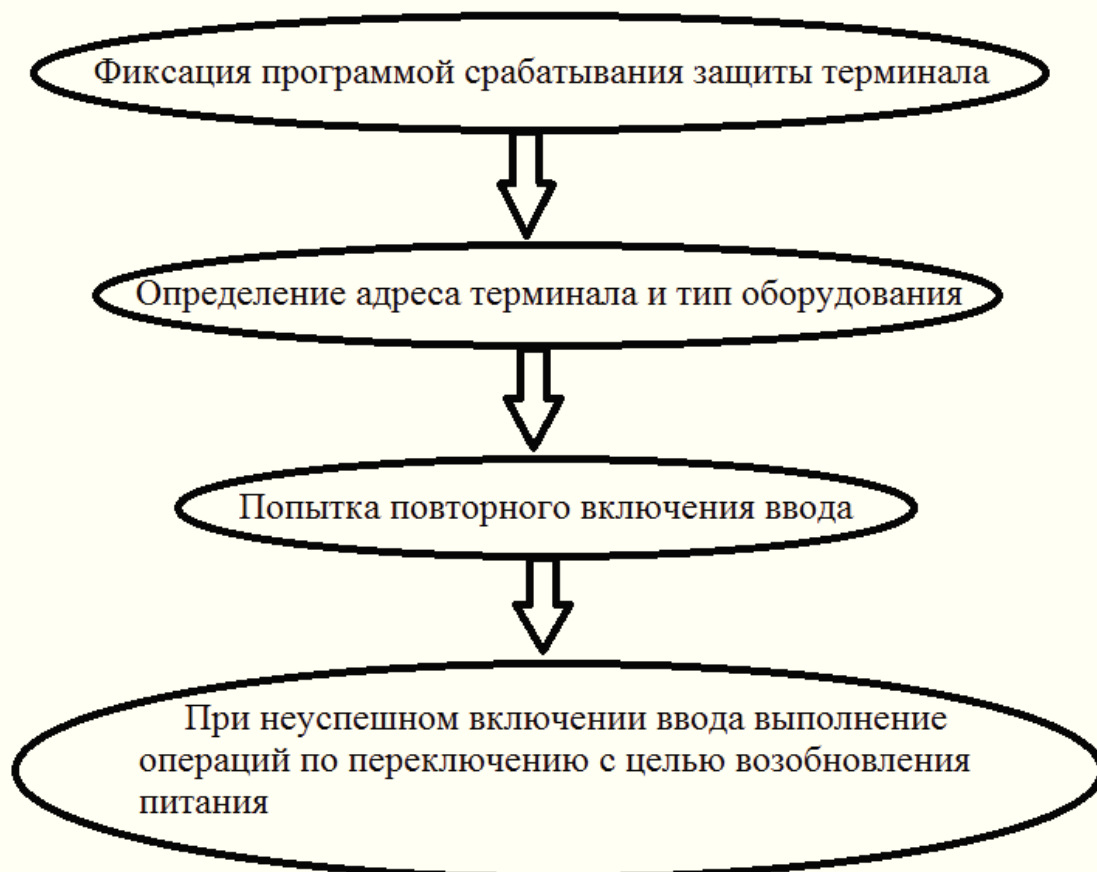 Фиксация программой срабатывания защиты терминала
Определение адреса терминала и тип оборудования
Попытка повторного включения ввода
При неуспешном включении ввода выполнение
операций по переключению с целью возобновления
питания